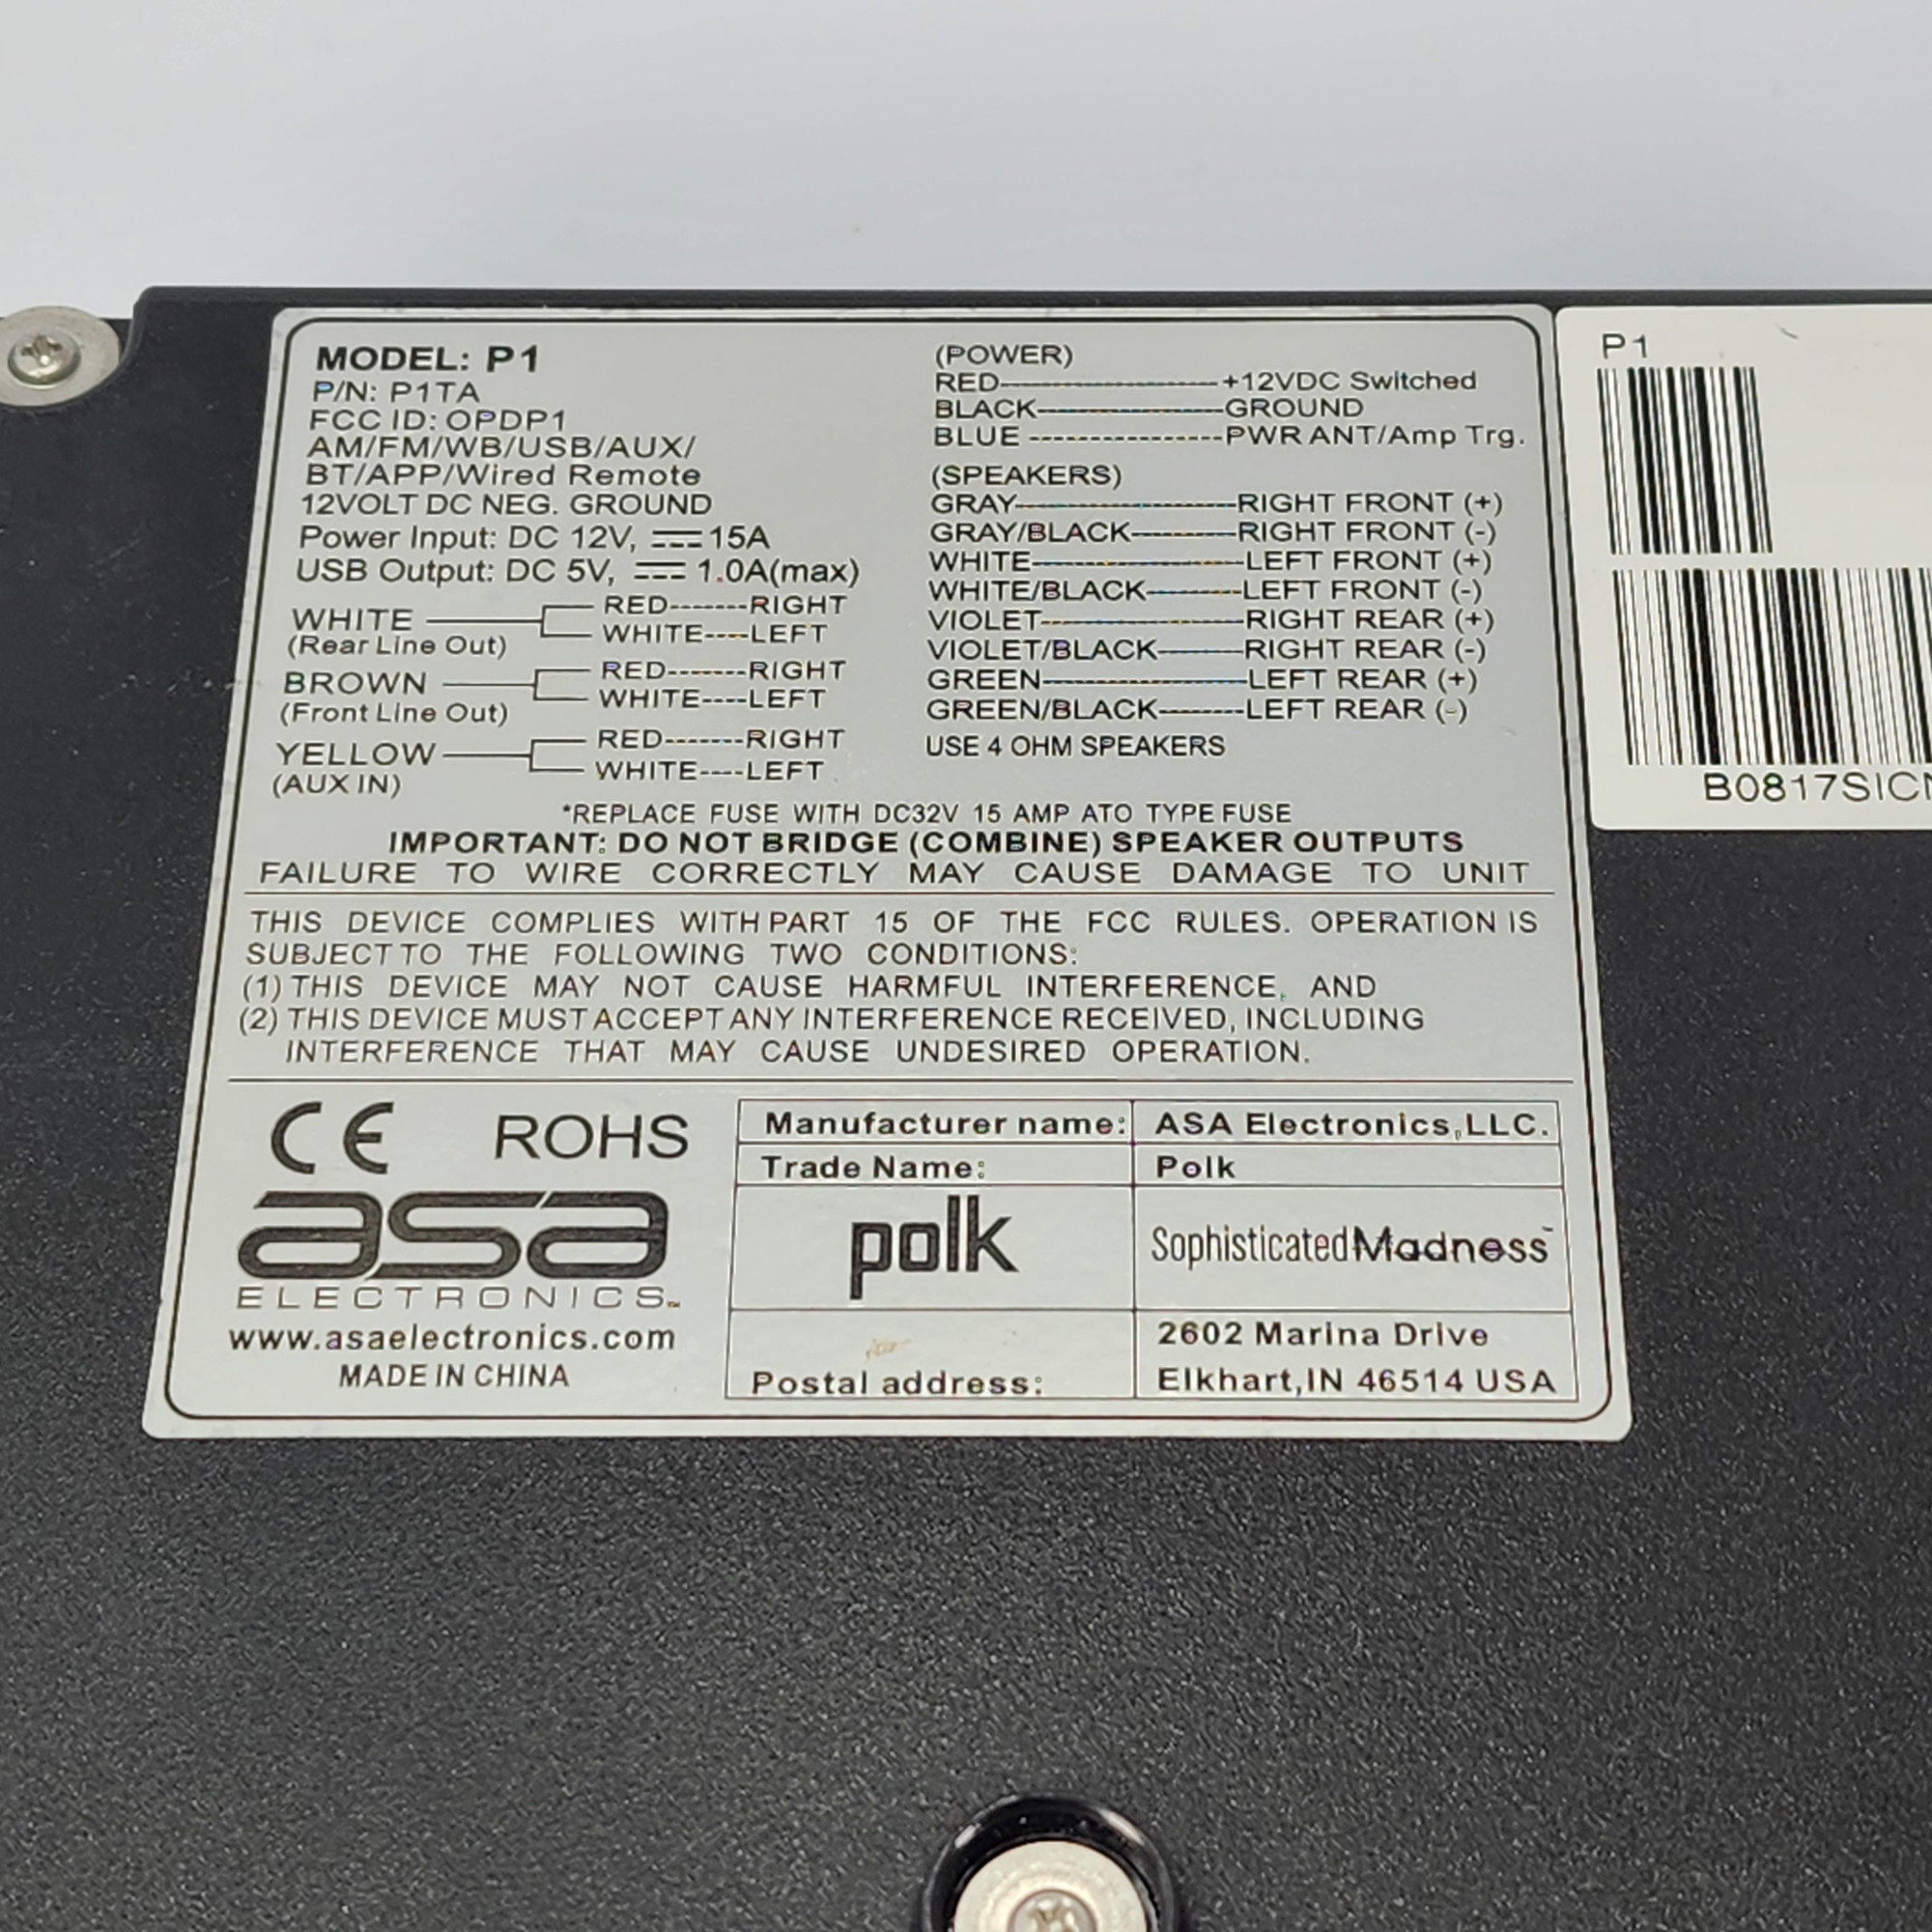 MODEL: P1
P/N: P1TA
FCC ID: OPDP1
AM/FM/WB/USB/AUX/
BT/APP/Wired Remote
12VOLT DC NEG. GROUND
Power Input: DC 12V, ⎓ 15A
USB Output: DC 5V, ⎓ 1.0A(max)
WHITE
(Rear Line Out)
RED-------RIGHT
WHITE----LEFT
BROWN
(Front Line Out)
RED-------RIGHT
WHITE----LEFT
YELLOW
(AUX IN)
RED-------RIGHT
WHITE----LEFT
(POWER)
RED----------------------+12VDC Switched
BLACK-------------------GROUND
BLUE --------------------PWR ANT/Amp Trg.
(SPEAKERS)
GRAY-----------------------RIGHT FRONT (+)
GRAY/BLACK-----------RIGHT FRONT (-)
WHITE----------------------LEFT FRONT (+)
WHITE/BLACK----------LEFT FRONT (-)
VIOLET---------------------RIGHT REAR (+)
VIOLET/BLACK---------RIGHT REAR (-)
GREEN---------------------LEFT REAR (+)
GREEN/BLACK---------LEFT REAR (-)
USE 4 OHM SPEAKERS
*REPLACE FUSE WITH DC32V 15 AMP ATO TYPE FUSE
IMPORTANT: DO NOT BRIDGE (COMBINE) SPEAKER OUTPUTS
FAILURE TO WIRE CORRECTLY MAY CAUSE DAMAGE TO UNIT
THIS DEVICE COMPLIES WITH PART 15 OF THE FCC RULES. OPERATION IS
SUBJECT TO THE FOLLOWING TWO CONDITIONS:
(1) THIS DEVICE MAY NOT CAUSE HARMFUL INTERFERENCE, AND
(2) THIS DEVICE MUST ACCEPT ANY INTERFERENCE RECEIVED, INCLUDING
INTERFERENCE THAT MAY CAUSE UNDESIRED OPERATION.
CE ROHS
asa
ELECTRONICS™
www.asaelectronics.com
MADE IN CHINA
Manufacturer name: ASA Electronics,LLC.
Trade Name: Polk
polk SophisticatedMadness™
Postal address: 2602 Marina Drive
Elkhart,IN 46514 USA
P1
B0817SIC